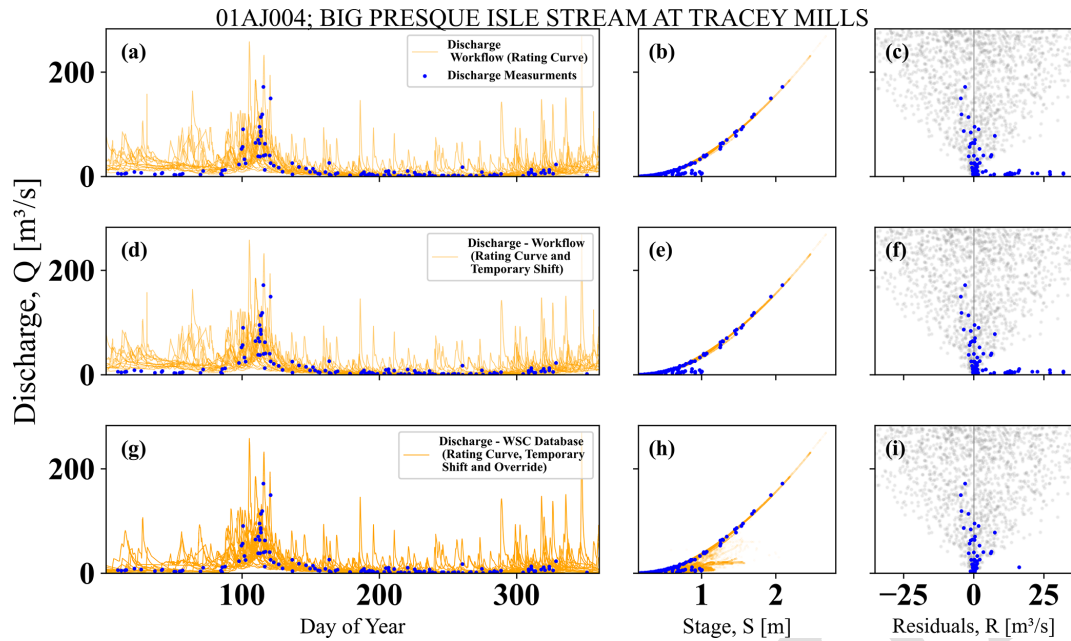 01AJ004; BIG PRESQUE ISLE STREAM AT TRACEY MILLS
Discharge, Q [m³/s]
(a)
Discharge
Workflow (Rating Curve)
Discharge Measurments
(b)
(c)
200
0
(d)
Discharge - Workflow
(Rating Curve and
Temporary Shift)
(e)
(f)
200
0
(g)
Discharge - WSC Database
(Rating Curve, Temporary
Shift and Override)
(h)
(i)
200
0
100 200 300
1 2
−25 0 25
Day of Year
Stage, S [m]
Residuals, R [m³/s]